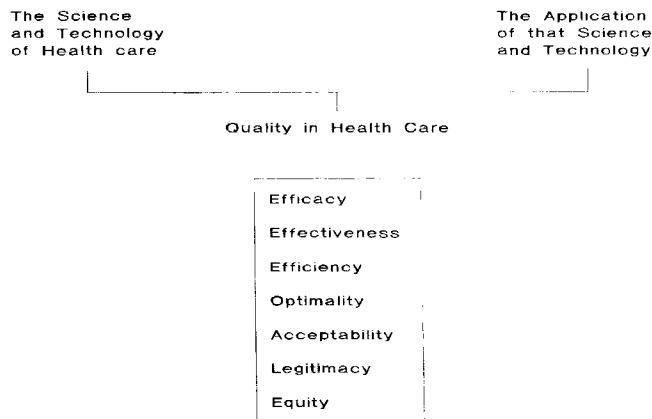 The Science
and Technology
of Health care
The Application
of that Science
and Technology
Quality in Health Care
Efficacy
Effectiveness
Efficiency
Optimality
Acceptability
Legitimacy
Equity